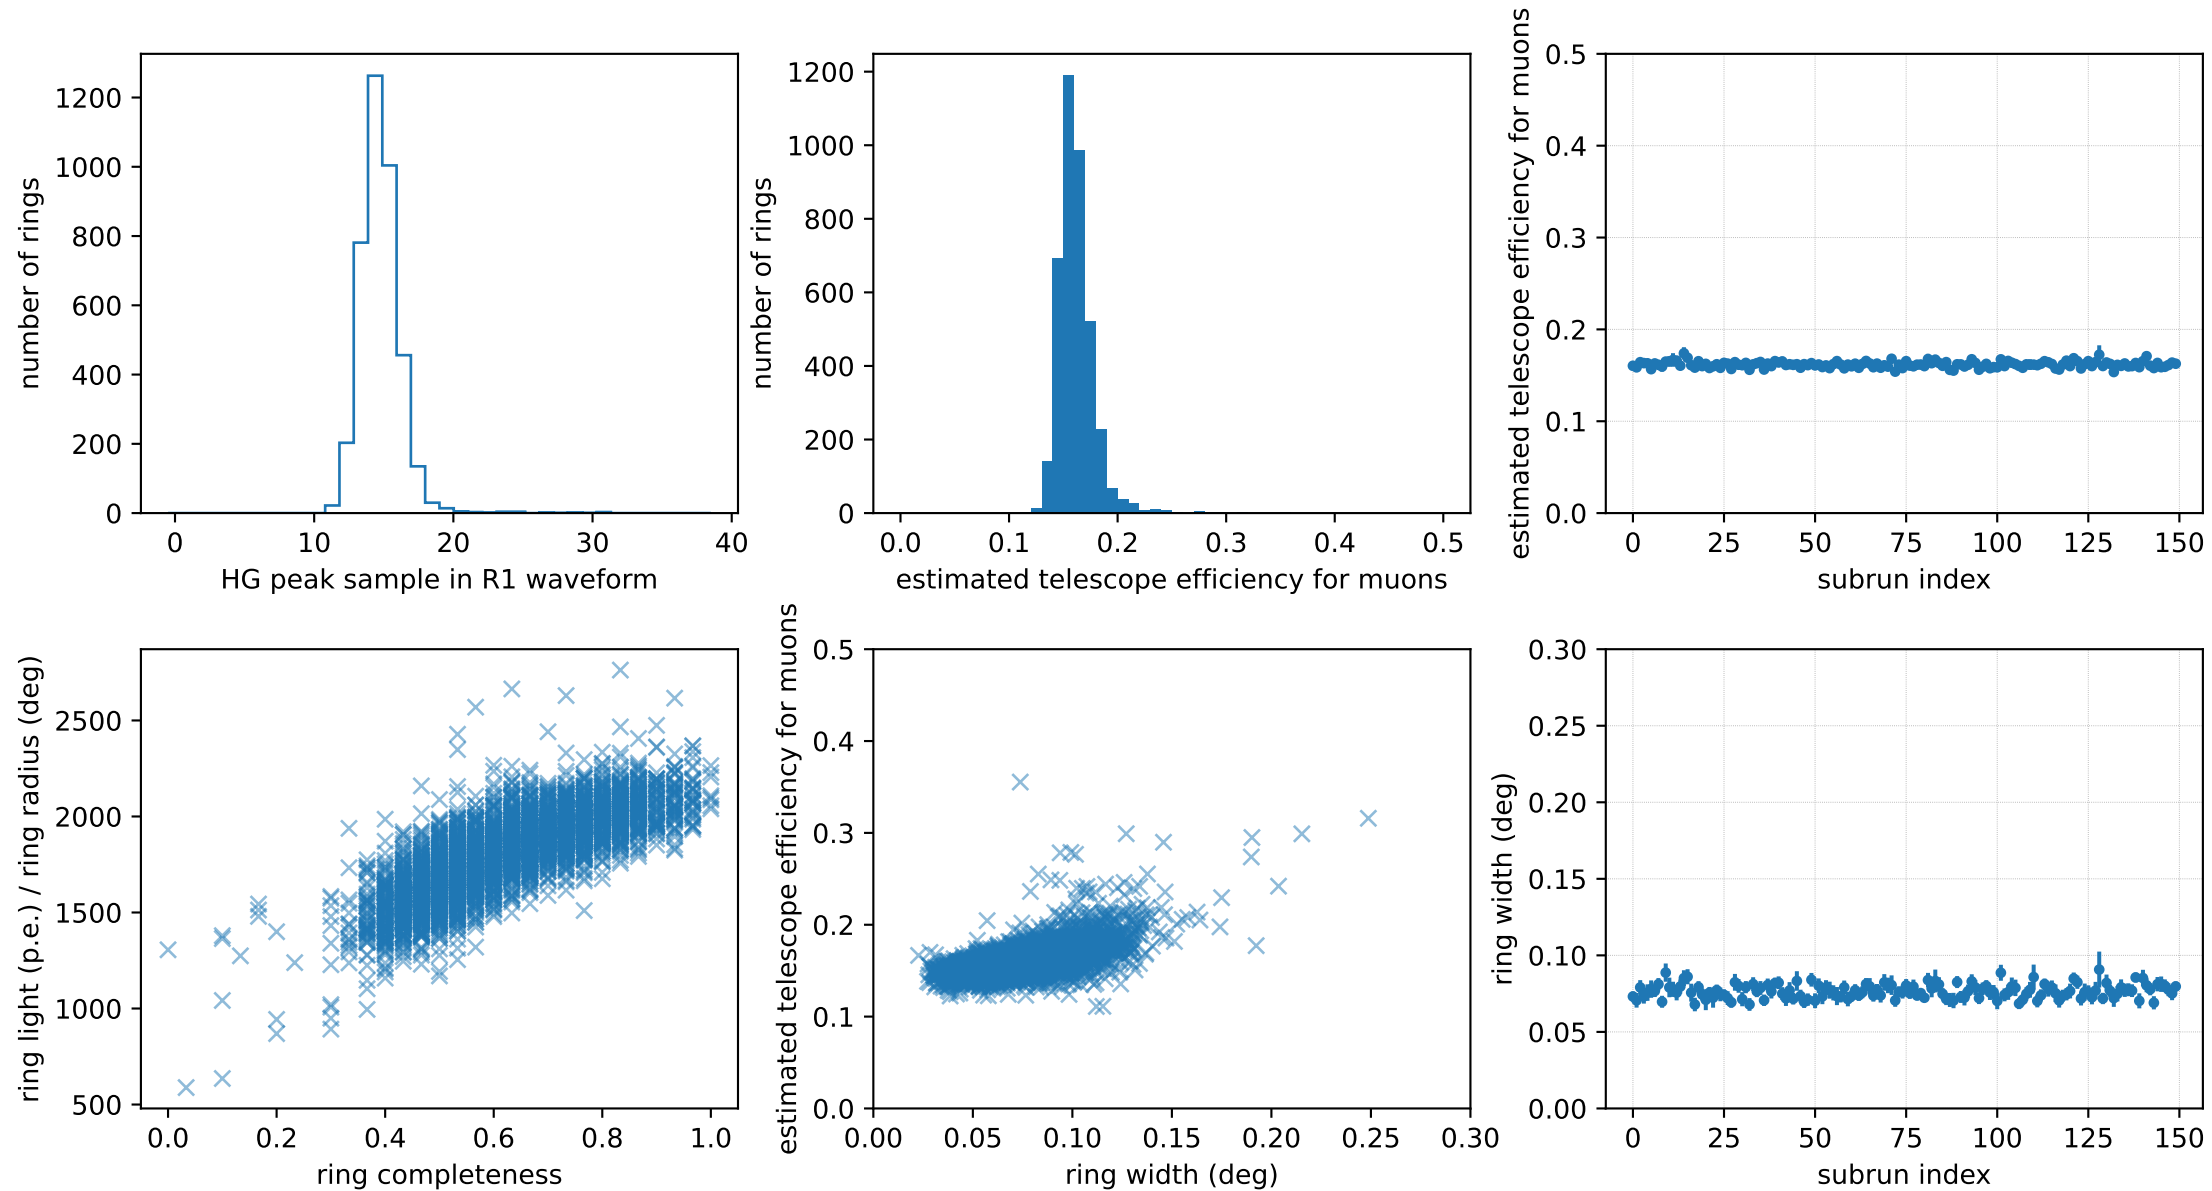 number of rings
1200
1000
800
600
400
200
0
0 10 20 30 40
HG peak sample in R1 waveform
number of rings
1200
1000
800
600
400
200
0
0.0 0.1 0.2 0.3 0.4 0.5
estimated telescope efficiency for muons
estimated telescope efficiency for muons
0.5
0.4
0.3
0.2
0.1
0.0
0 25 50 75 100 125 150
subrun index
ring light (p.e.) / ring radius (deg)
2500
2000
1500
1000
500
0.0 0.2 0.4 0.6 0.8 1.0
ring completeness
estimated telescope efficiency for muons
0.5
0.4
0.3
0.2
0.1
0.0
0.00 0.05 0.10 0.15 0.20 0.25 0.30
ring width (deg)
ring width (deg)
0.30
0.25
0.20
0.15
0.10
0.05
0.00
0 25 50 75 100 125 150
subrun index